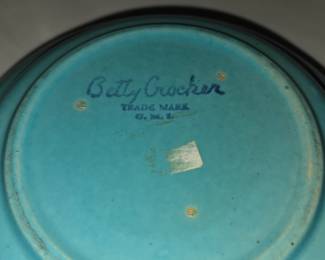 Betty Crocker
TRADE MARK
G. M. I.